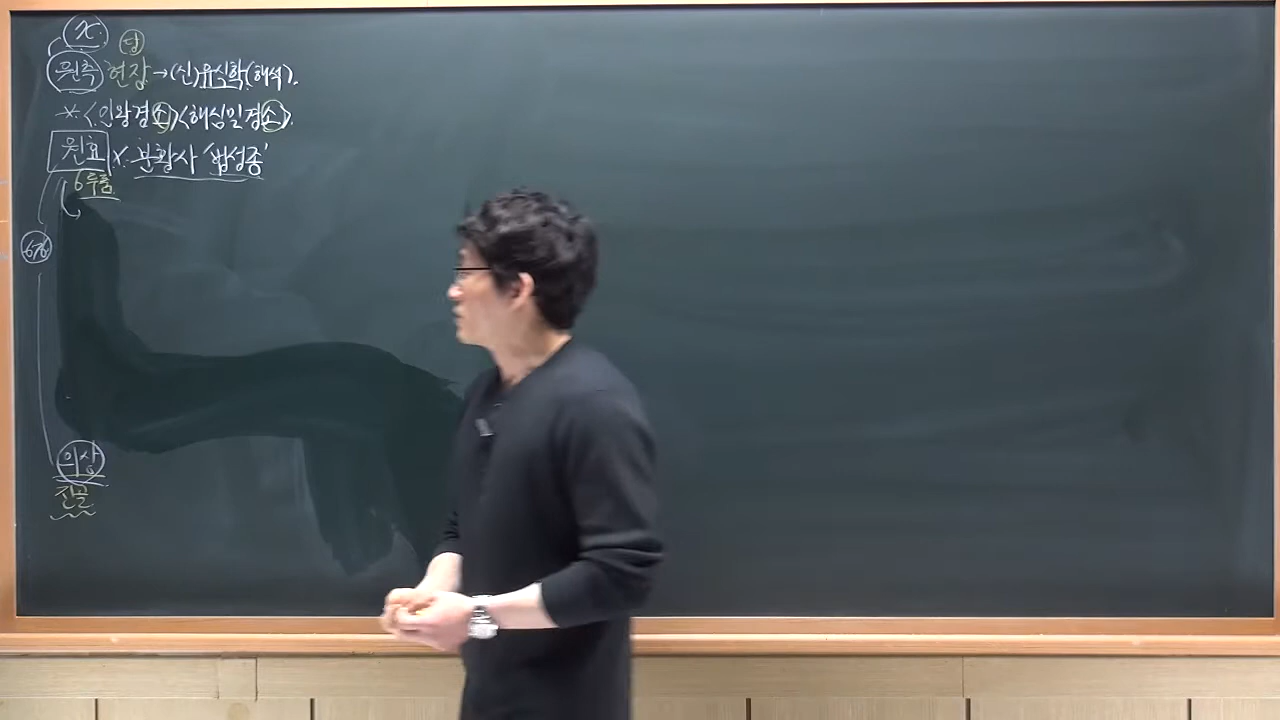 당
원측 현장→(신)유식학(해석).
*<인왕경소><해심밀경소>.
원효 X. 분황사 '법성종'
6두품.
의상
진골